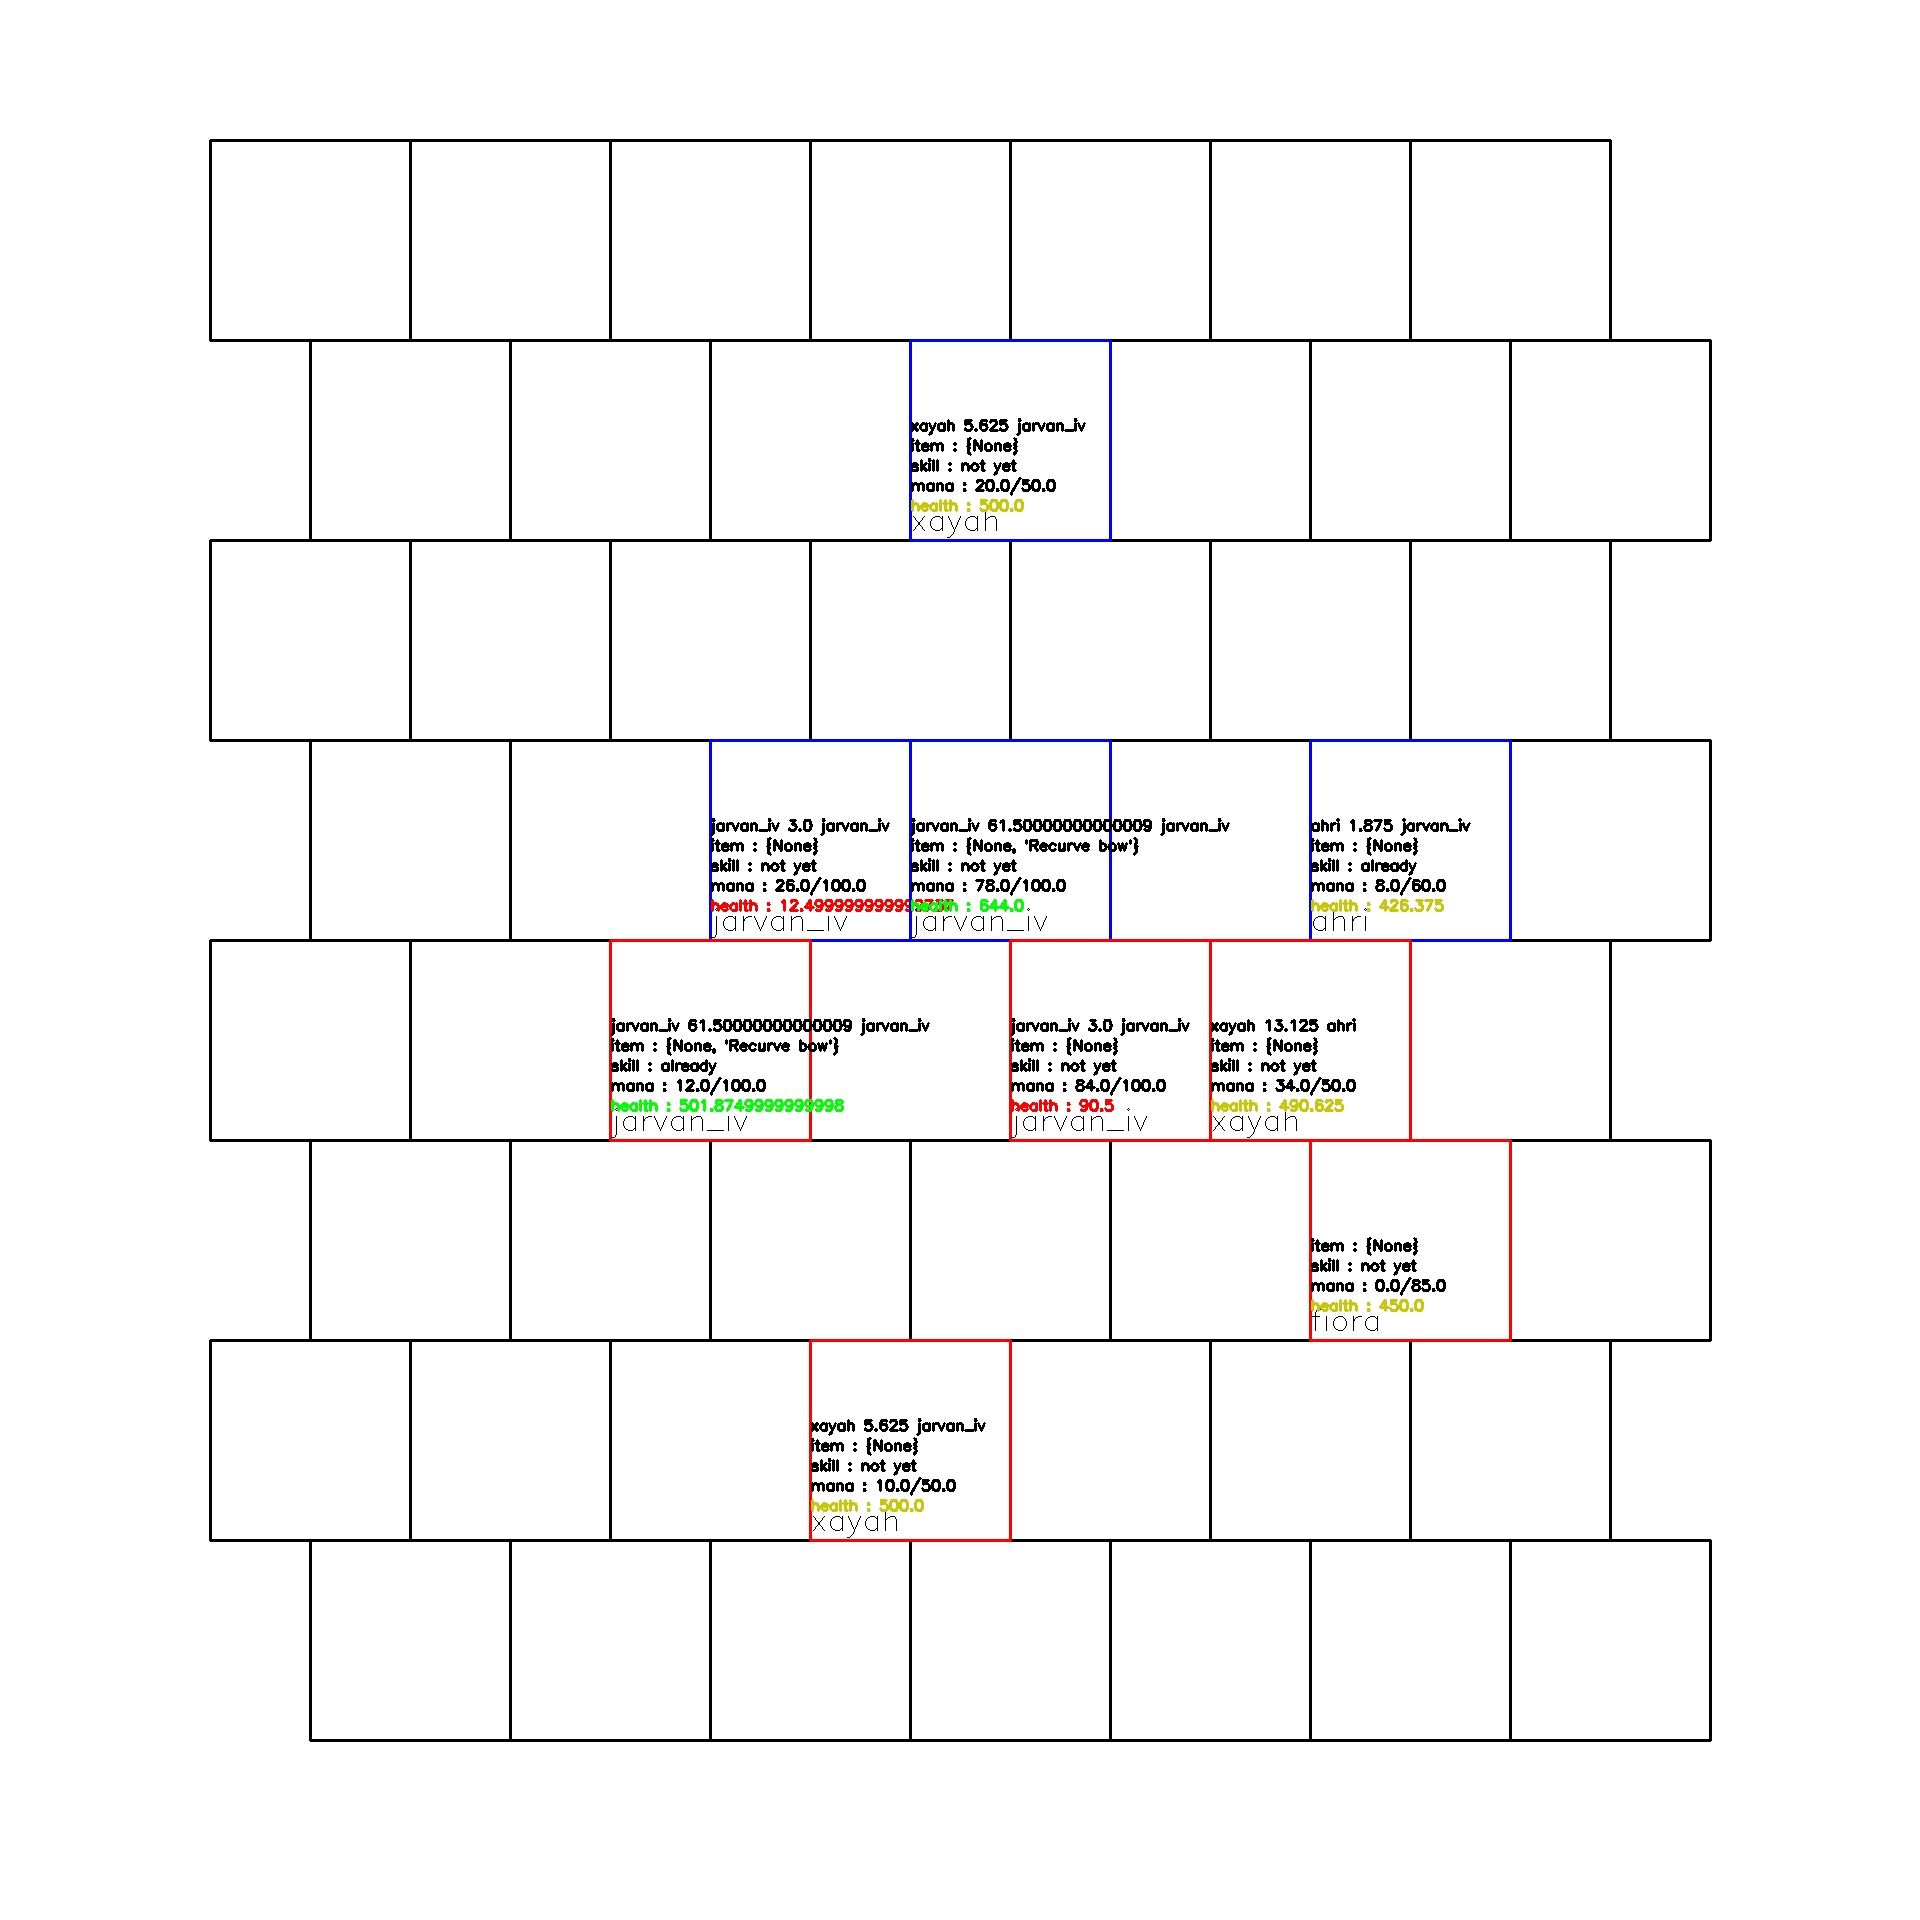 xayah 5.625 jarvan_iv
item : {None}
skill : not yet
mana : 20.0/50.0
health : 500.0
xayah
jarvan_iv 3.0 jarvan_iv
item : {None}
skill : not yet
mana : 26.0/100.0
health :
jarvan_iv
jarvan_iv 61.50000000000009 jarvan_iv
item : {None, 'Recurve bow'}
skill : not yet
mana : 78.0/100.0
health : 644.0
jarvan_iv
ahri 1.875 jarvan_iv
item : {None}
skill : already
mana : 8.0/60.0
health : 426.375
ahri
jarvan_iv 61.50000000000009 jarvan_iv
item : {None, 'Recurve bow'}
skill : already
mana : 12.0/100.0
health : 501.8749999999998
jarvan_iv
jarvan_iv 3.0 jarvan_iv
item : {None}
skill : not yet
mana : 84.0/100.0
health : 90.5
jarvan_iv
xayah 13.125 ahri
item : {None}
skill : not yet
mana : 34.0/50.0
health : 490.625
xayah
item : {None}
skill : not yet
mana : 0.0/85.0
health : 450.0
fiora
xayah 5.625 jarvan_iv
item : {None}
skill : not yet
mana : 10.0/50.0
health : 500.0
xayah